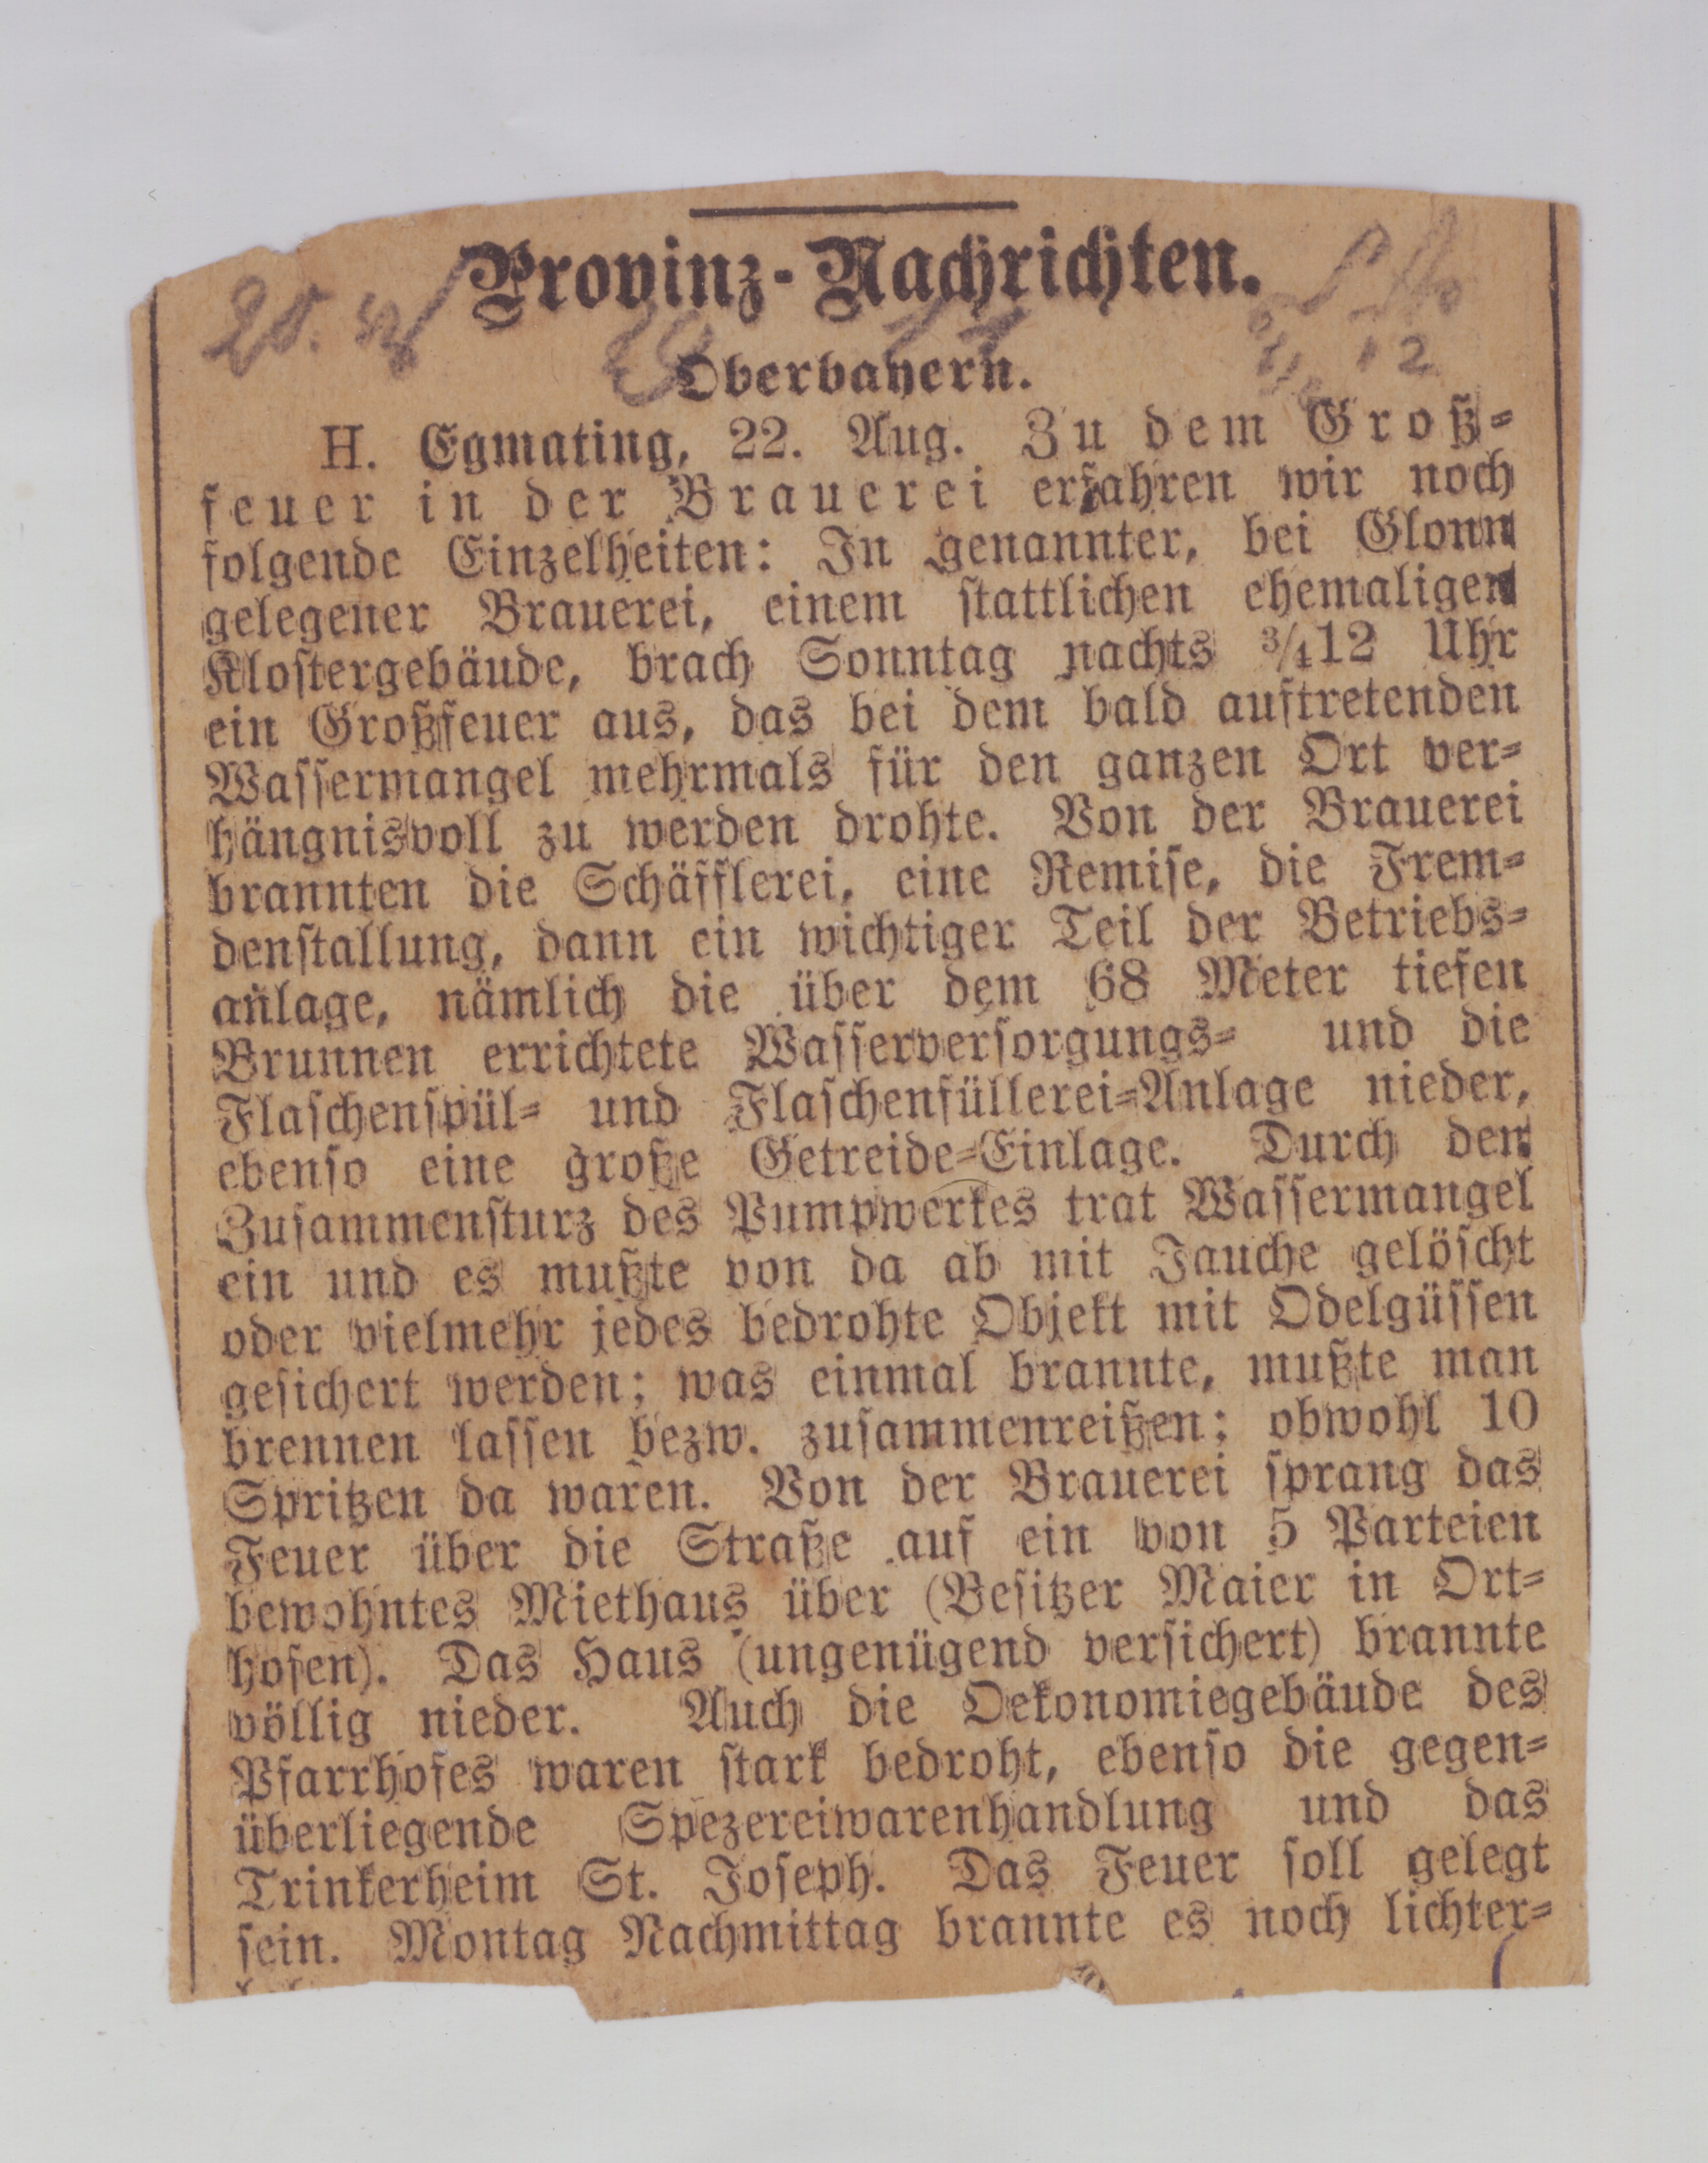 Provinz-Nachrichten.
Oberbayern.
H. Egmating, 22. Aug. Zu dem Groß-
feuer in der Brauerei erfahren wir noch
folgende Einzelheiten: In genannter, bei Glonn
gelegener Brauerei, einem stattlichen ehemaligen
Klostergebäude, brach Sonntag nachts ¾12 Uhr
ein Großfeuer aus, das bei dem bald auftretenden
Wassermangel mehrmals für den ganzen Ort ver-
hängnisvoll zu werden drohte. Von der Brauerei
brannten die Schäfflerei, eine Remise, die Frem-
denstallung, dann ein wichtiger Teil der Betriebs-
anlage, nämlich die über dem 68 Meter tiefen
Brunnen errichtete Wasserversorgungs- und die
Flaschenspül- und Flaschenfüllerei-Anlage nieder,
ebenso eine große Getreide-Einlage. Durch den
Zusammensturz des Pumpwerkes trat Wassermangel
ein und es mußte von da ab mit Jauche gelöscht
oder vielmehr jedes bedrohte Objekt mit Odelgüssen
gesichert werden; was einmal brannte, mußte man
brennen lassen bezw. zusammenreißen; obwohl 10
Spritzen da waren. Von der Brauerei sprang das
Feuer über die Straße auf ein von 5 Parteien
bewohntes Miethaus über (Besitzer Maier in Ort-
hofen). Das Haus (ungenügend versichert) brannte
völlig nieder. Auch die Oekonomiegebäude des
Pfarrhofes waren stark bedroht, ebenso die gegen-
überliegende Spezereiwarenhandlung und das
Trinkerheim St. Joseph. Das Feuer soll gelegt
sein. Montag Nachmittag brannte es noch lichter-